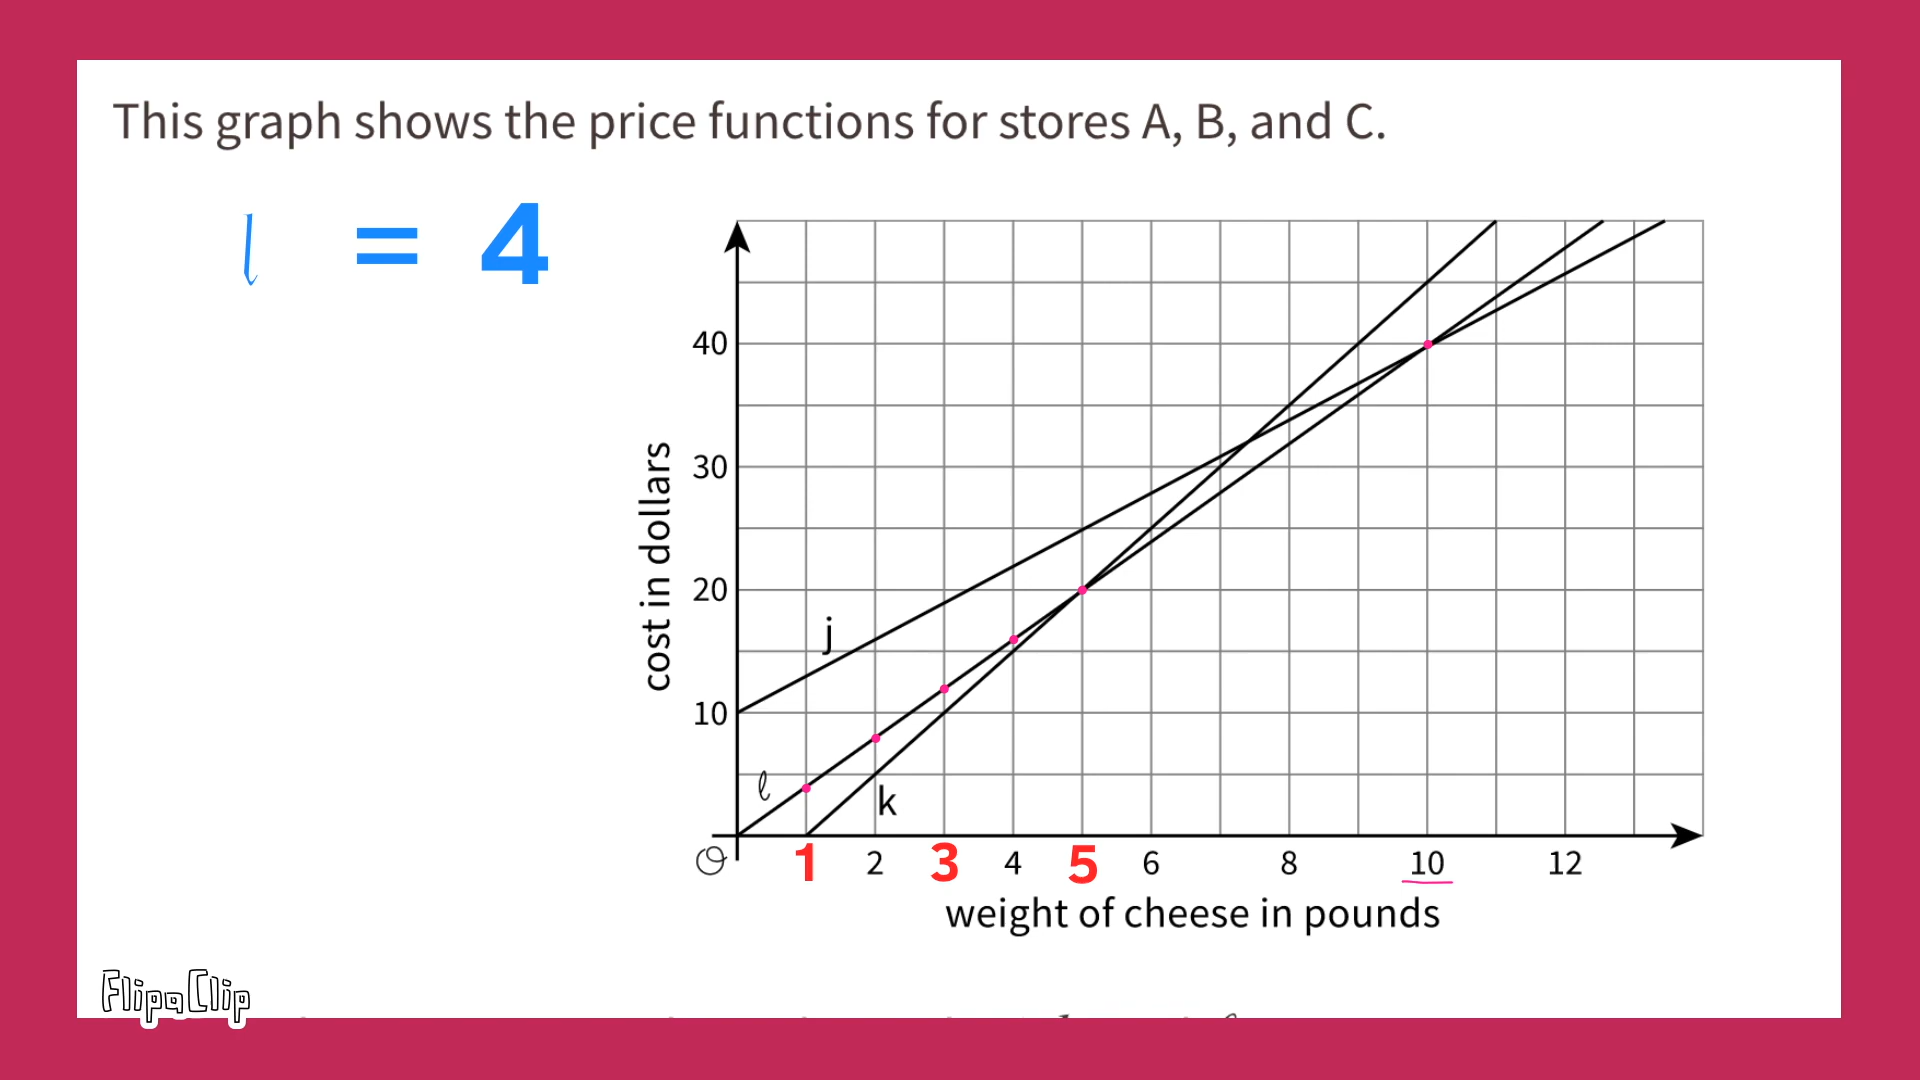 This graph shows the price functions for stores A, B, and C.
l = 4
40
30
20
10
cost in dollars
j
ℓ
k
O 1 2 3 4 5 6 8 10 12
weight of cheese in pounds
FlipaClip